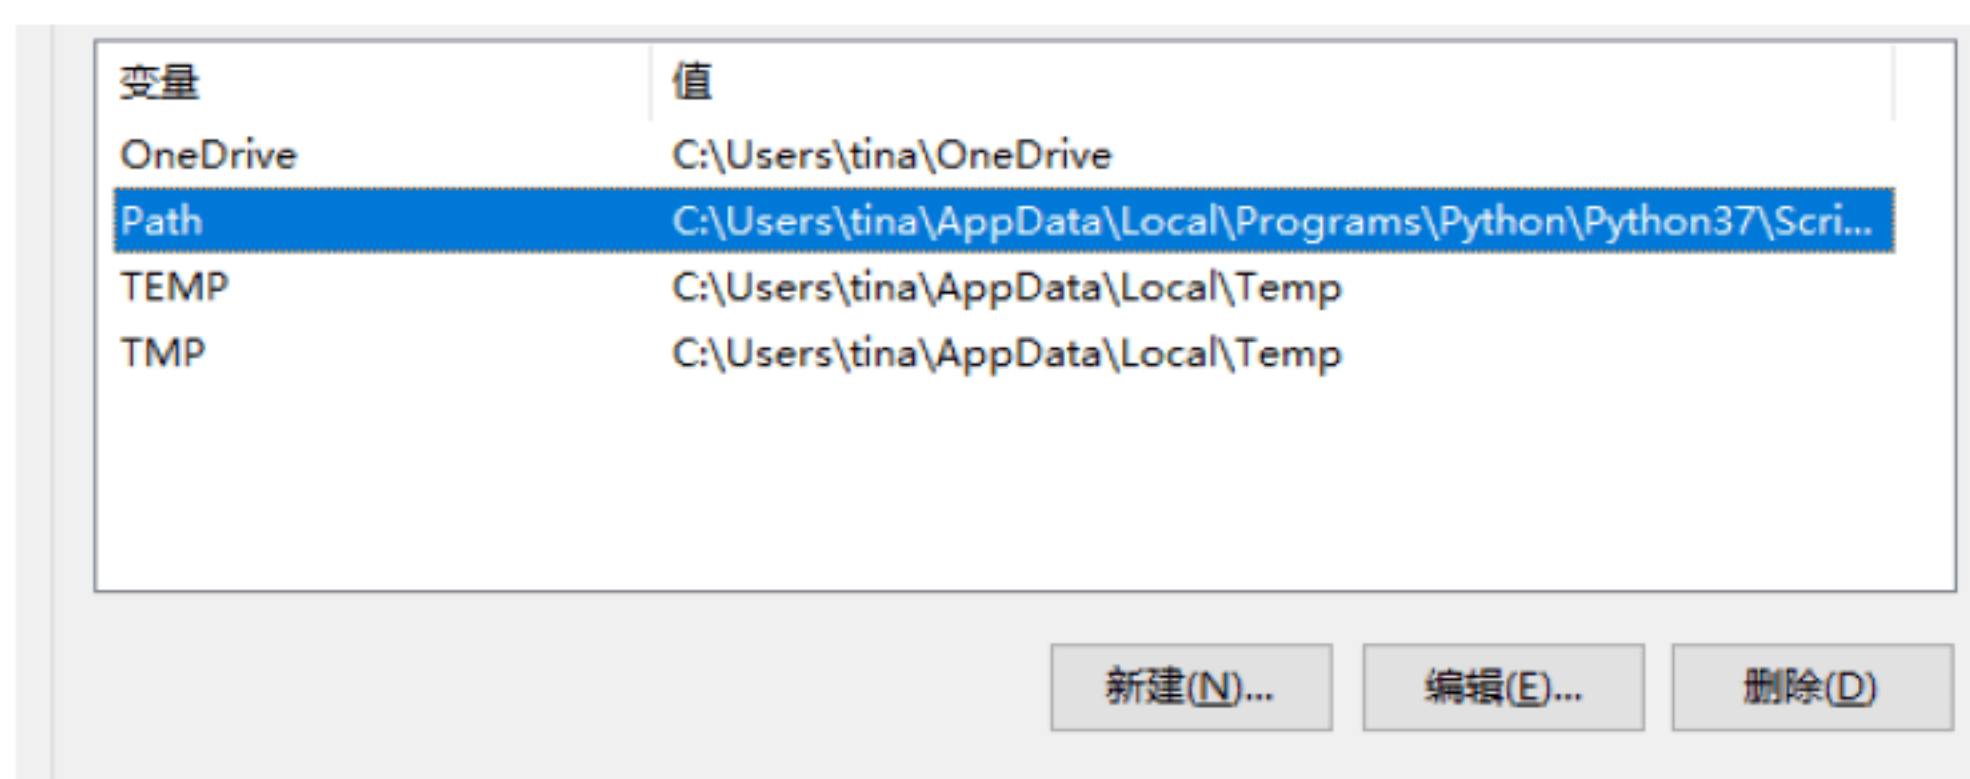 变量 值
OneDrive C:\Users\tina\OneDrive
Path C:\Users\tina\AppData\Local\Programs\Python\Python37\Scri...
TEMP C:\Users\tina\AppData\Local\Temp
TMP C:\Users\tina\AppData\Local\Temp
新建(N)... 编辑(E)... 删除(D)